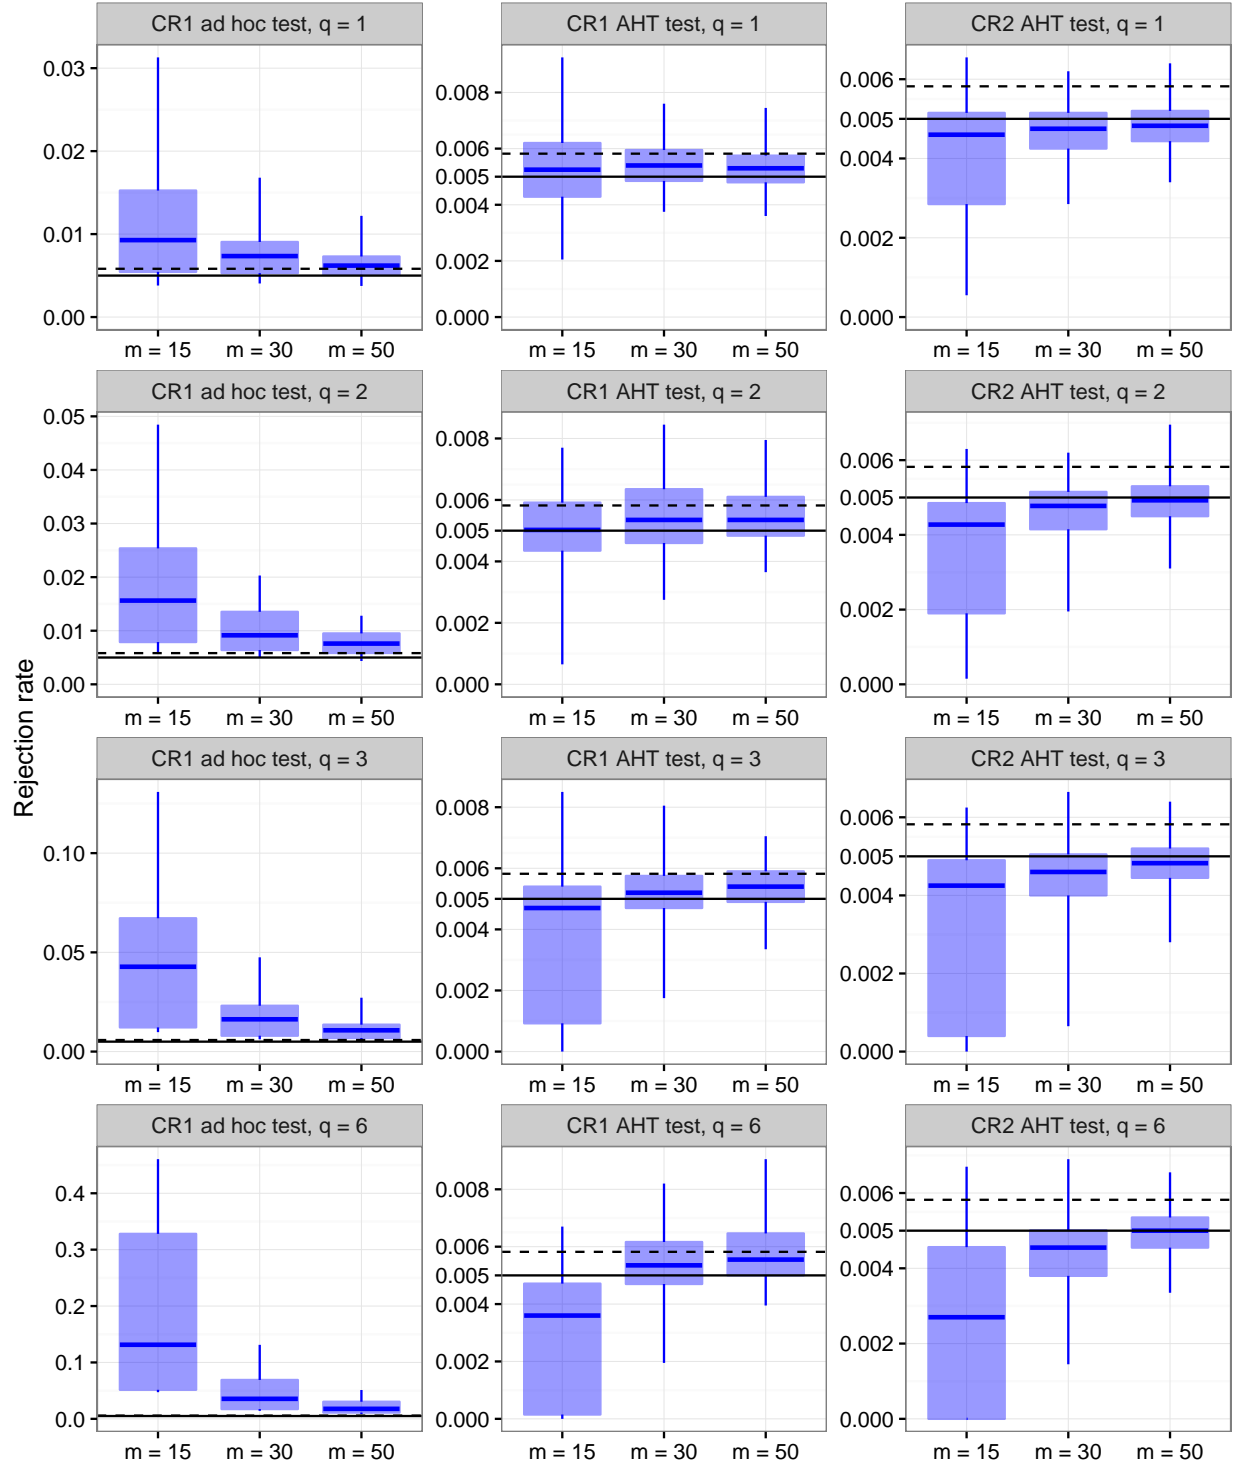 CR1 ad hoc test, q = 1
CR1 AHT test, q = 1
CR2 AHT test, q = 1
0.03
0.02
0.01
0.00
m = 15
m = 30
m = 50
0.008
0.006
0.005
0.004
0.002
0.000
m = 15
m = 30
m = 50
0.006
0.005
0.004
0.002
0.000
m = 15
m = 30
m = 50
CR1 ad hoc test, q = 2
CR1 AHT test, q = 2
CR2 AHT test, q = 2
0.05
0.04
0.03
0.02
0.01
0.00
m = 15
m = 30
m = 50
0.008
0.006
0.005
0.004
0.002
0.000
m = 15
m = 30
m = 50
0.006
0.005
0.004
0.002
0.000
m = 15
m = 30
m = 50
Rejection rate
CR1 ad hoc test, q = 3
CR1 AHT test, q = 3
CR2 AHT test, q = 3
0.10
0.05
0.00
m = 15
m = 30
m = 50
0.008
0.006
0.005
0.004
0.002
0.000
m = 15
m = 30
m = 50
0.006
0.005
0.004
0.002
0.000
m = 15
m = 30
m = 50
CR1 ad hoc test, q = 6
CR1 AHT test, q = 6
CR2 AHT test, q = 6
0.4
0.3
0.2
0.1
0.0
m = 15
m = 30
m = 50
0.008
0.006
0.005
0.004
0.002
0.000
m = 15
m = 30
m = 50
0.006
0.005
0.004
0.002
0.000
m = 15
m = 30
m = 50